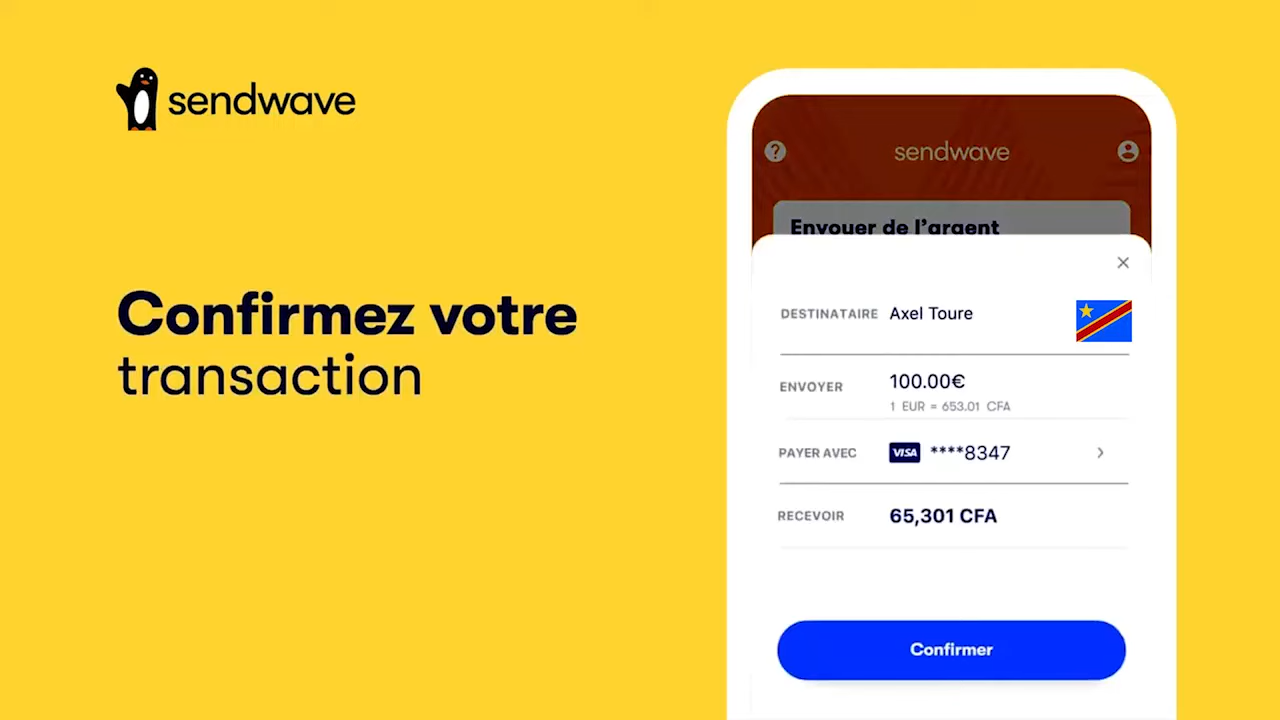 sendwave
Confirmez votre
transaction
?
sendwave
Envoyer de l'argent
DESTINATAIRE Axel Toure
ENVOYER 100.00€
1 EUR = 653.01 CFA
PAYER AVEC VISA ****8347
RECEVOIR 65,301 CFA
Confirmer